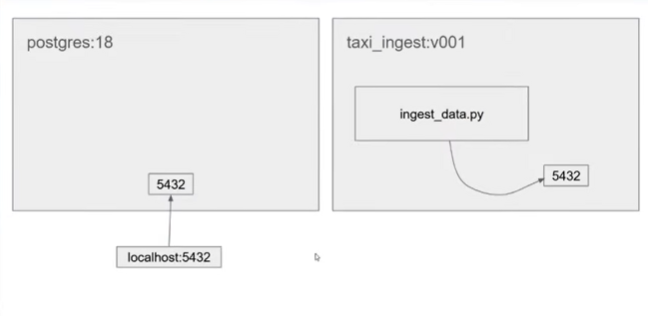 postgres:18
taxi_ingest:v001
ingest_data.py
5432
5432
localhost:5432